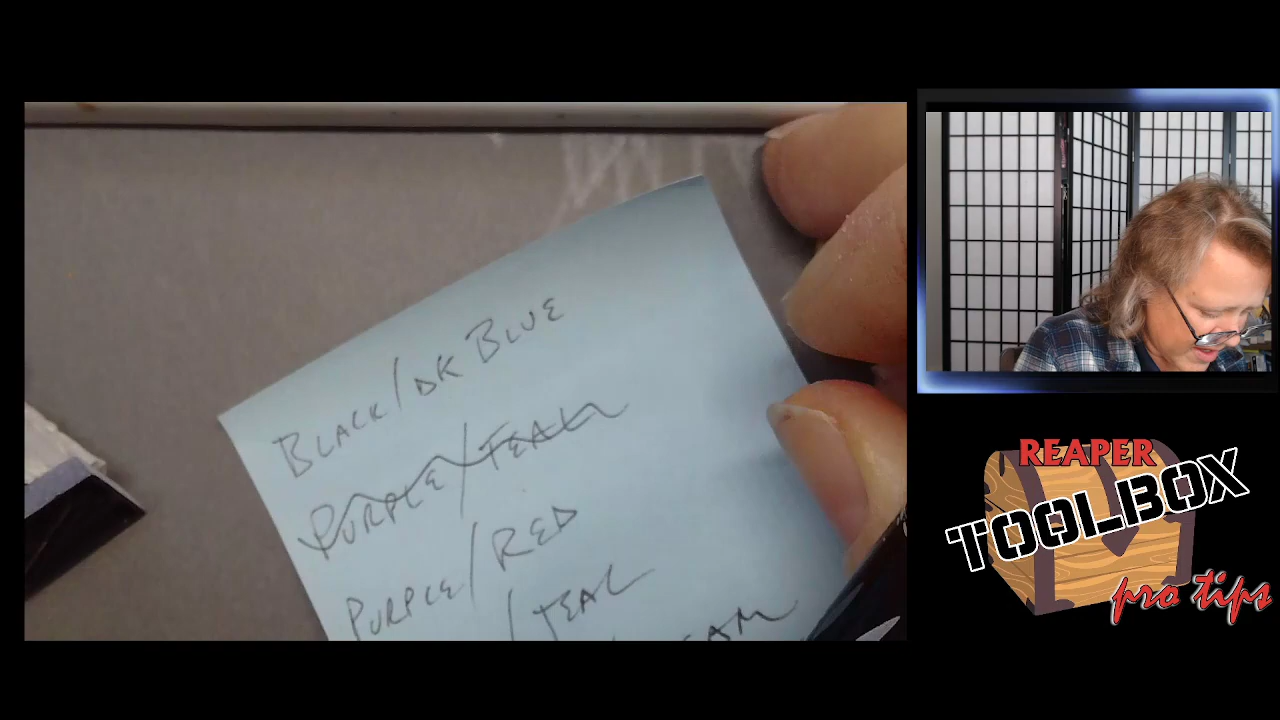 BLACK/DK BLUE
PURPLE/TEAL
PURPLE/RED
/TEAL
REAPER
TOOLBOX
pro tips